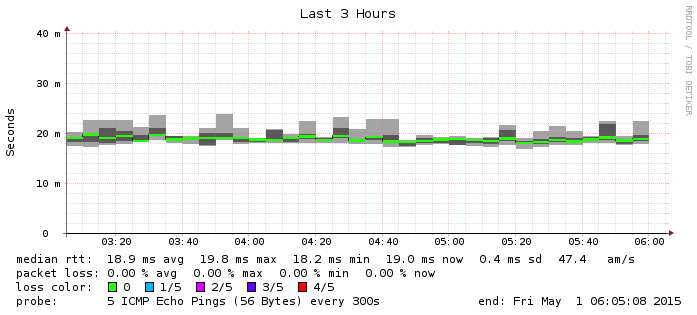 Last 3 Hours
RRDTOOL / TOBI OETIKER
Seconds
40 m
30 m
20 m
10 m
0
03:20 03:40 04:00 04:20 04:40 05:00 05:20 05:40 06:00
median rtt: 18.9 ms avg 19.8 ms max 18.2 ms min 19.0 ms now 0.4 ms sd 47.4 am/s
packet loss: 0.00 % avg 0.00 % max 0.00 % min 0.00 % now
loss color: 0 1/5 2/5 3/5 4/5
probe: 5 ICMP Echo Pings (56 Bytes) every 300s end: Fri May 1 06:05:08 2015